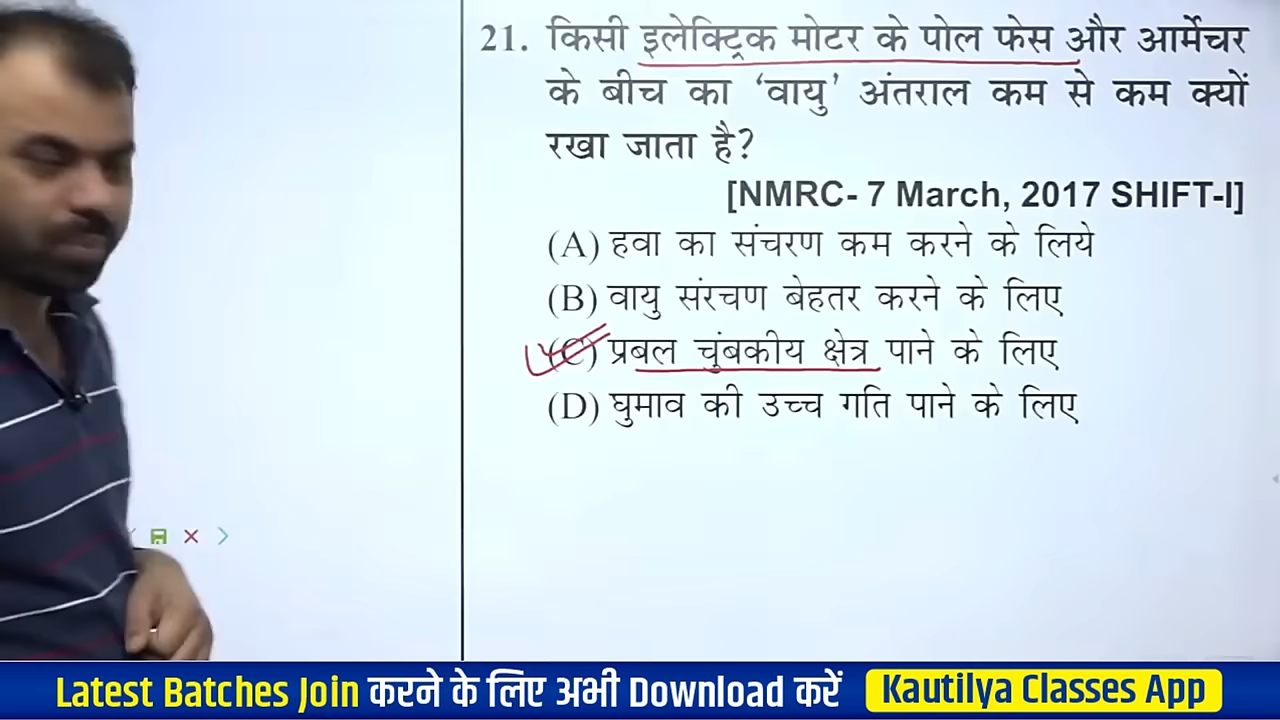 21. किसी इलेक्ट्रिक मोटर के पोल फेस और आर्मेचर
के बीच का ‘वायु’ अंतराल कम से कम क्यों
रखा जाता है?
[NMRC- 7 March, 2017 SHIFT-I]
(A) हवा का संचरण कम करने के लिये
(B) वायु संरचण बेहतर करने के लिए
(C) प्रबल चुंबकीय क्षेत्र पाने के लिए
(D) घुमाव की उच्च गति पाने के लिए
Latest Batches Join करने के लिए अभी Download करें Kautilya Classes App